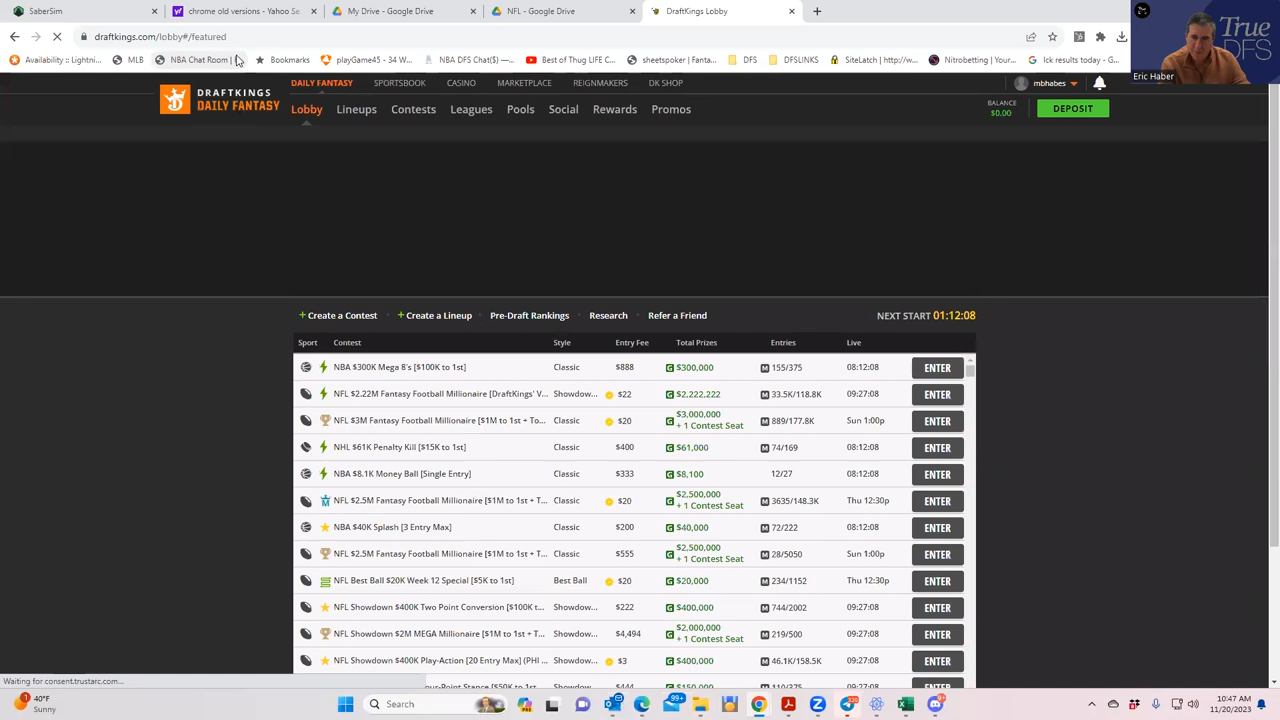 SaberSim
chrome old versions - Yahoo Se
My Drive - Google Drive
NFL - Google Drive
DraftKings Lobby
draftkings.com/lobby#/featured
Availability :: Lightni...
MLB
NBA Chat Room |
Bookmarks
playGame45 - 34 W...
NBA DFS Chat($) —...
Best of Thug LIFE C...
sheetspoker | Fanta...
DFS
DFSLINKS
SiteLatch | http://w...
Nitrobetting | Your...
lck results today - G...
True
DFS
Eric Haber
DAILY FANTASY
SPORTSBOOK
CASINO
MARKETPLACE
REIGNMAKERS
DK SHOP
mbhabes
DRAFTKINGS
DAILY FANTASY
Lobby
Lineups
Contests
Leagues
Pools
Social
Rewards
Promos
BALANCE
$0.00
DEPOSIT
+ Create a Contest
+ Create a Lineup
Pre-Draft Rankings
Research
Refer a Friend
NEXT START 01:12:08
Sport Contest Style Entry Fee Total Prizes Entries Live
NBA $300K Mega 8's [$100K to 1st] Classic $888 G $300,000 M 155/375 08:12:08 ENTER
NFL $2.22M Fantasy Football Millionaire [DraftKings' V... Showdow... $22 G $2,222,222 M 33.5K/118.8K 09:27:08 ENTER
NFL $3M Fantasy Football Millionaire [$1M to 1st + To... Classic $20 G $3,000,000 + 1 Contest Seat M 889/177.8K Sun 1:00p ENTER
NHL $61K Penalty Kill [$15K to 1st] Classic $400 G $61,000 M 74/169 08:12:08 ENTER
NBA $8.1K Money Ball [Single Entry] Classic $333 G $8,100 12/27 08:12:08 ENTER
NFL $2.5M Fantasy Football Millionaire [$1M to 1st + T... Classic $20 G $2,500,000 + 1 Contest Seat M 3635/148.3K Thu 12:30p ENTER
NBA $40K Splash [3 Entry Max] Classic $200 G $40,000 M 72/222 08:12:08 ENTER
NFL $2.5M Fantasy Football Millionaire [$1M to 1st + T... Classic $555 G $2,500,000 + 1 Contest Seat M 28/5050 Sun 1:00p ENTER
NFL Best Ball $20K Week 12 Special [$5K to 1st] Best Ball $20 G $20,000 M 234/1152 Thu 12:30p ENTER
NFL Showdown $400K Two Point Conversion [$100K t... Showdow... $222 G $400,000 M 744/2002 09:27:08 ENTER
NFL Showdown $2M MEGA Millionaire [$1M to 1st + T... Showdow... $4,494 G $2,000,000 + 1 Contest Seat M 219/500 09:27:08 ENTER
NFL Showdown $400K Play-Action [20 Entry Max] (PHI ... Showdow... $3 G $400,000 M 46.1K/158.5K 09:27:08 ENTER
Waiting for consent.trustarc.com...
40°F
Sunny
Search
99+
10:47 AM
11/20/2023